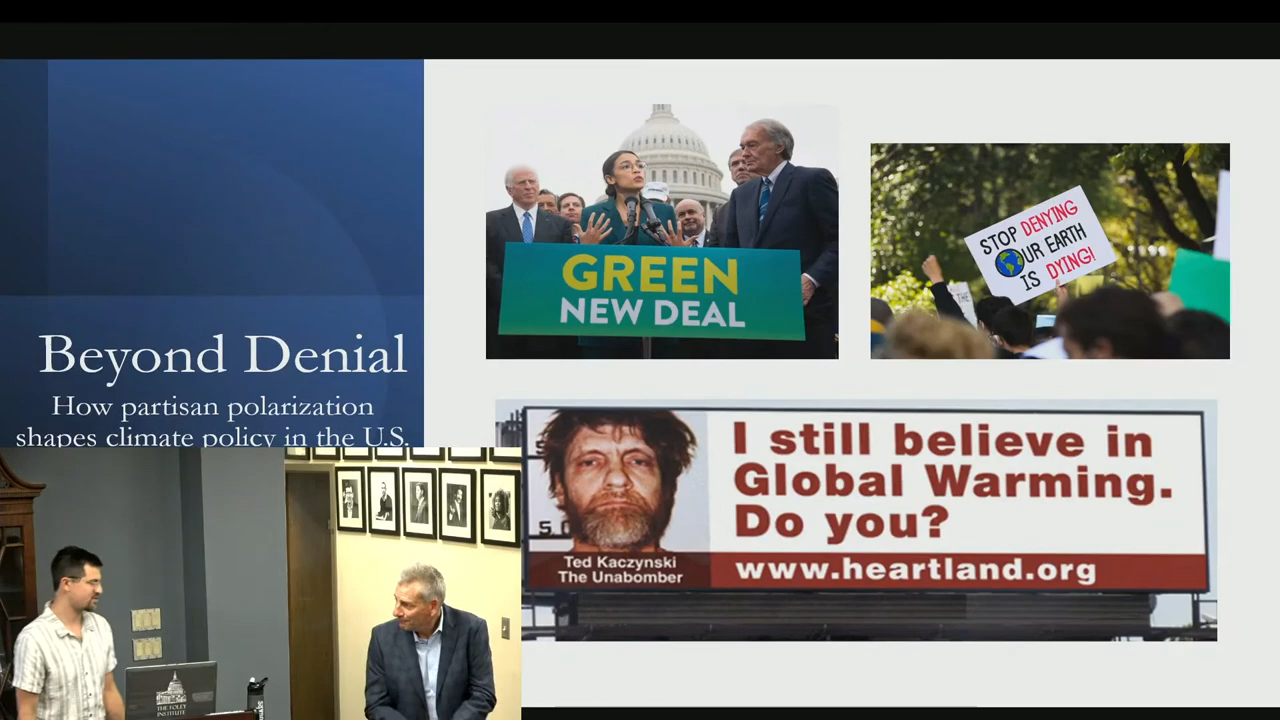 Beyond Denial
How partisan polarization
shapes climate policy in the U.S.
GREEN
NEW DEAL
STOP DENYING
OUR EARTH
IS DYING!
THE
I still believe in
Global Warming.
Do you?
Ted Kaczynski
The Unabomber
www.heartland.org
THE FOLEY
INSTITUTE